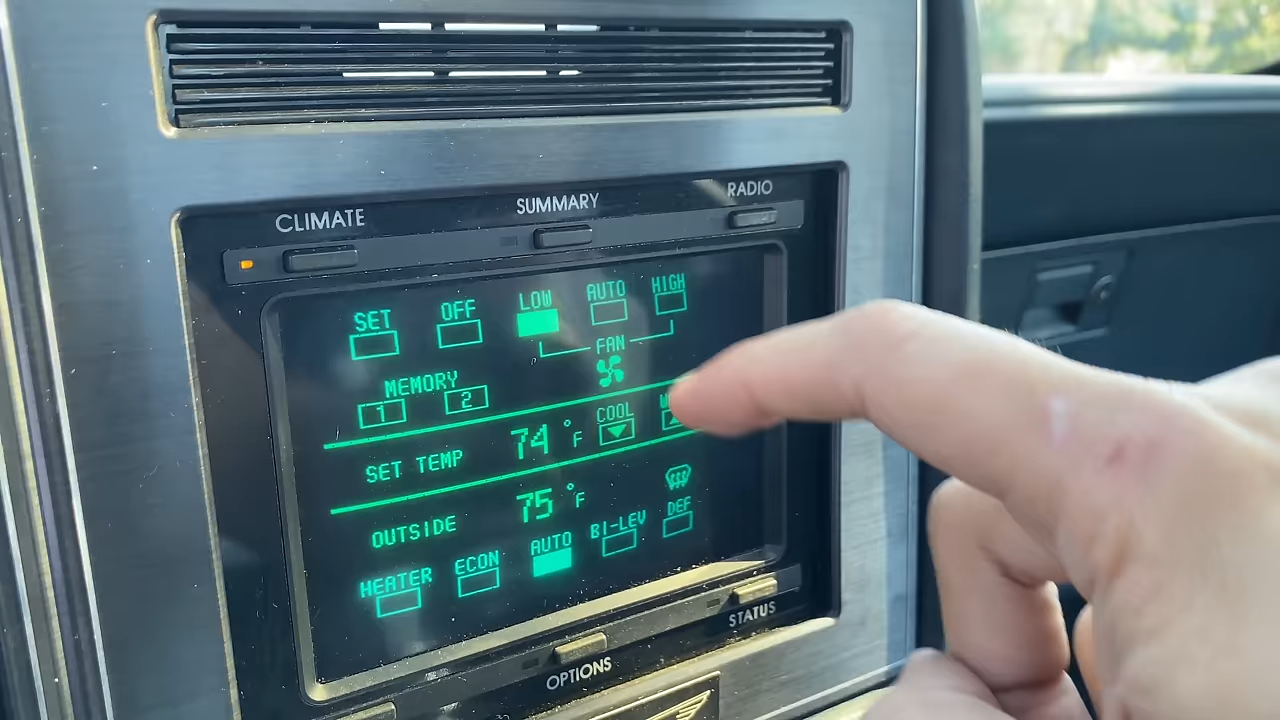 CLIMATE SUMMARY RADIO
SET OFF LOW AUTO HIGH
FAN
MEMORY
1 2
SET TEMP 74 °F COOL
OUTSIDE 75 °F
HEATER ECON AUTO BI-LEV DEF
OPTIONS STATUS